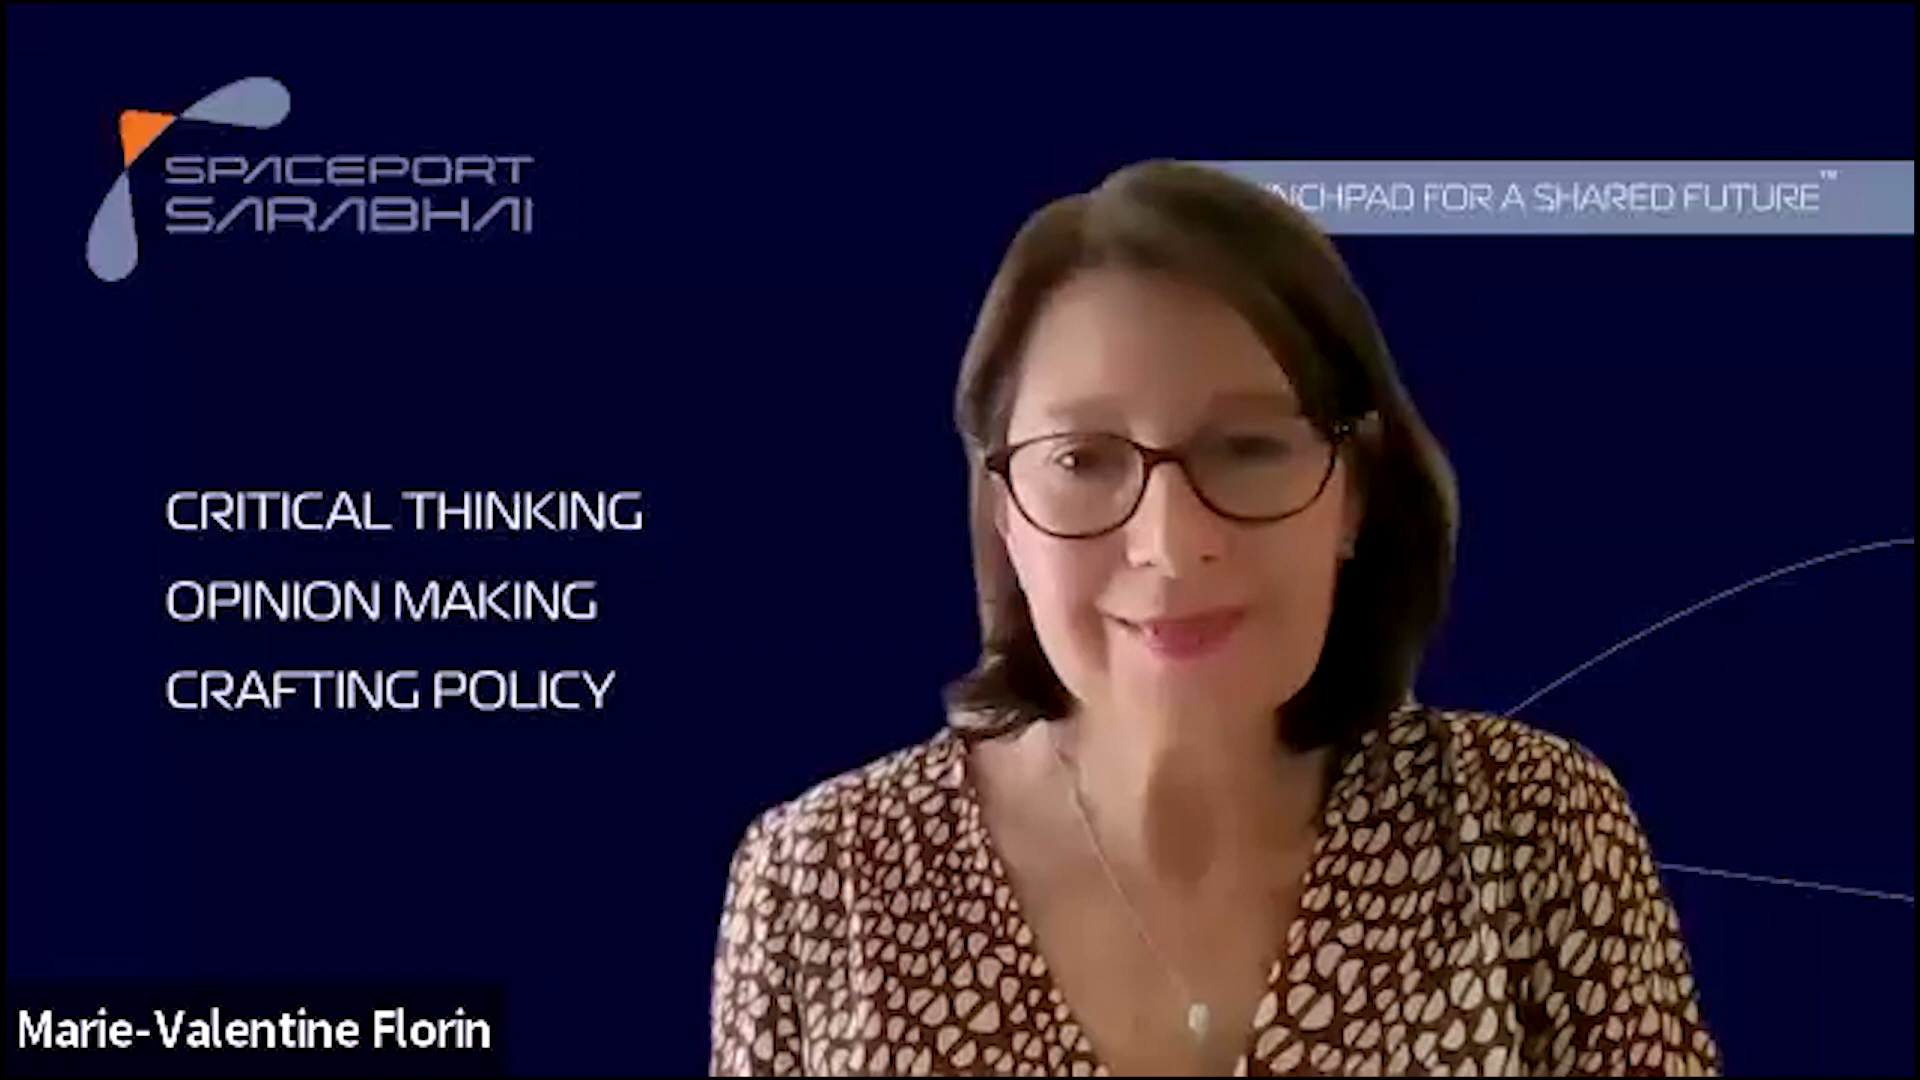 SPACEPORT
SARABHAI
NCHPAD FOR A SHARED FUTURE™
CRITICAL THINKING
OPINION MAKING
CRAFTING POLICY
Marie-Valentine Florin